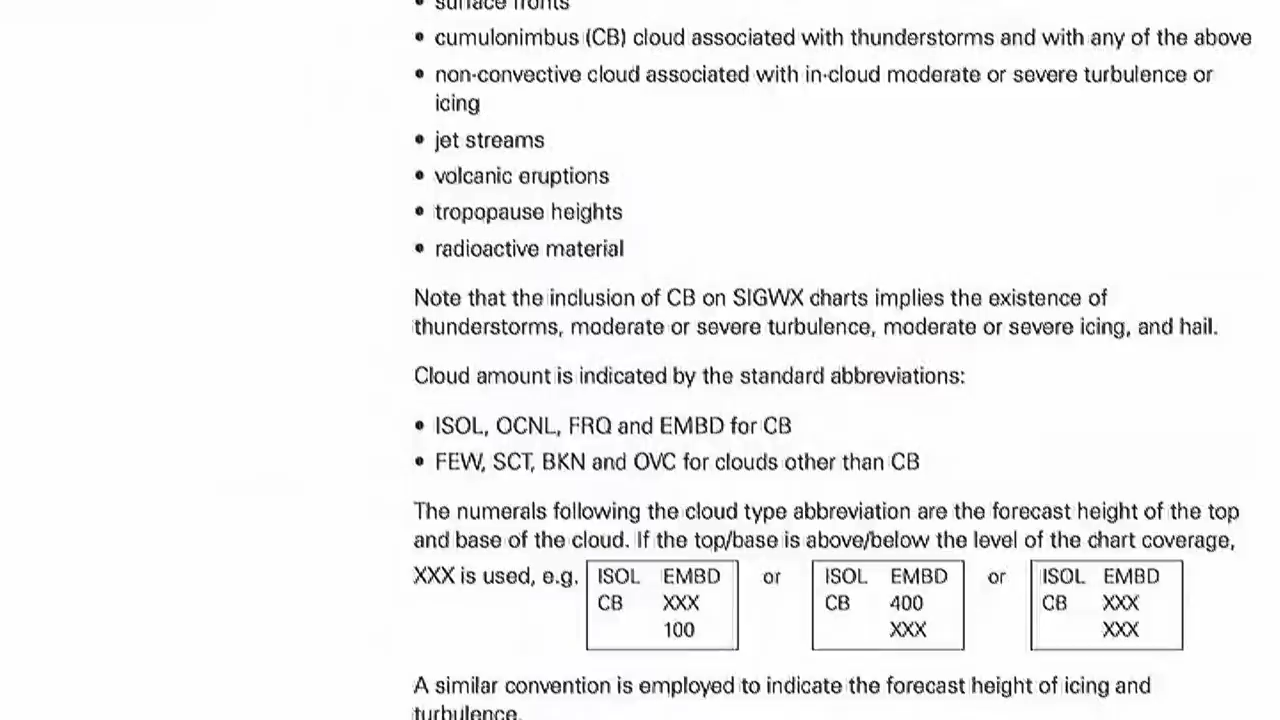 • surface fronts
• cumulonimbus (CB) cloud associated with thunderstorms and with any of the above
• non-convective cloud associated with in-cloud moderate or severe turbulence or
icing
• jet streams
• volcanic eruptions
• tropopause heights
• radioactive material
Note that the inclusion of CB on SIGWX charts implies the existence of
thunderstorms, moderate or severe turbulence, moderate or severe icing, and hail.
Cloud amount is indicated by the standard abbreviations:
• ISOL, OCNL, FRQ and EMBD for CB
• FEW, SCT, BKN and OVC for clouds other than CB
The numerals following the cloud type abbreviation are the forecast height of the top
and base of the cloud. If the top/base is above/below the level of the chart coverage,
XXX is used, e.g. ISOL EMBD or ISOL EMBD or ISOL EMBD
CB XXX CB 400 CB XXX
100 XXX XXX
A similar convention is employed to indicate the forecast height of icing and
turbulence.